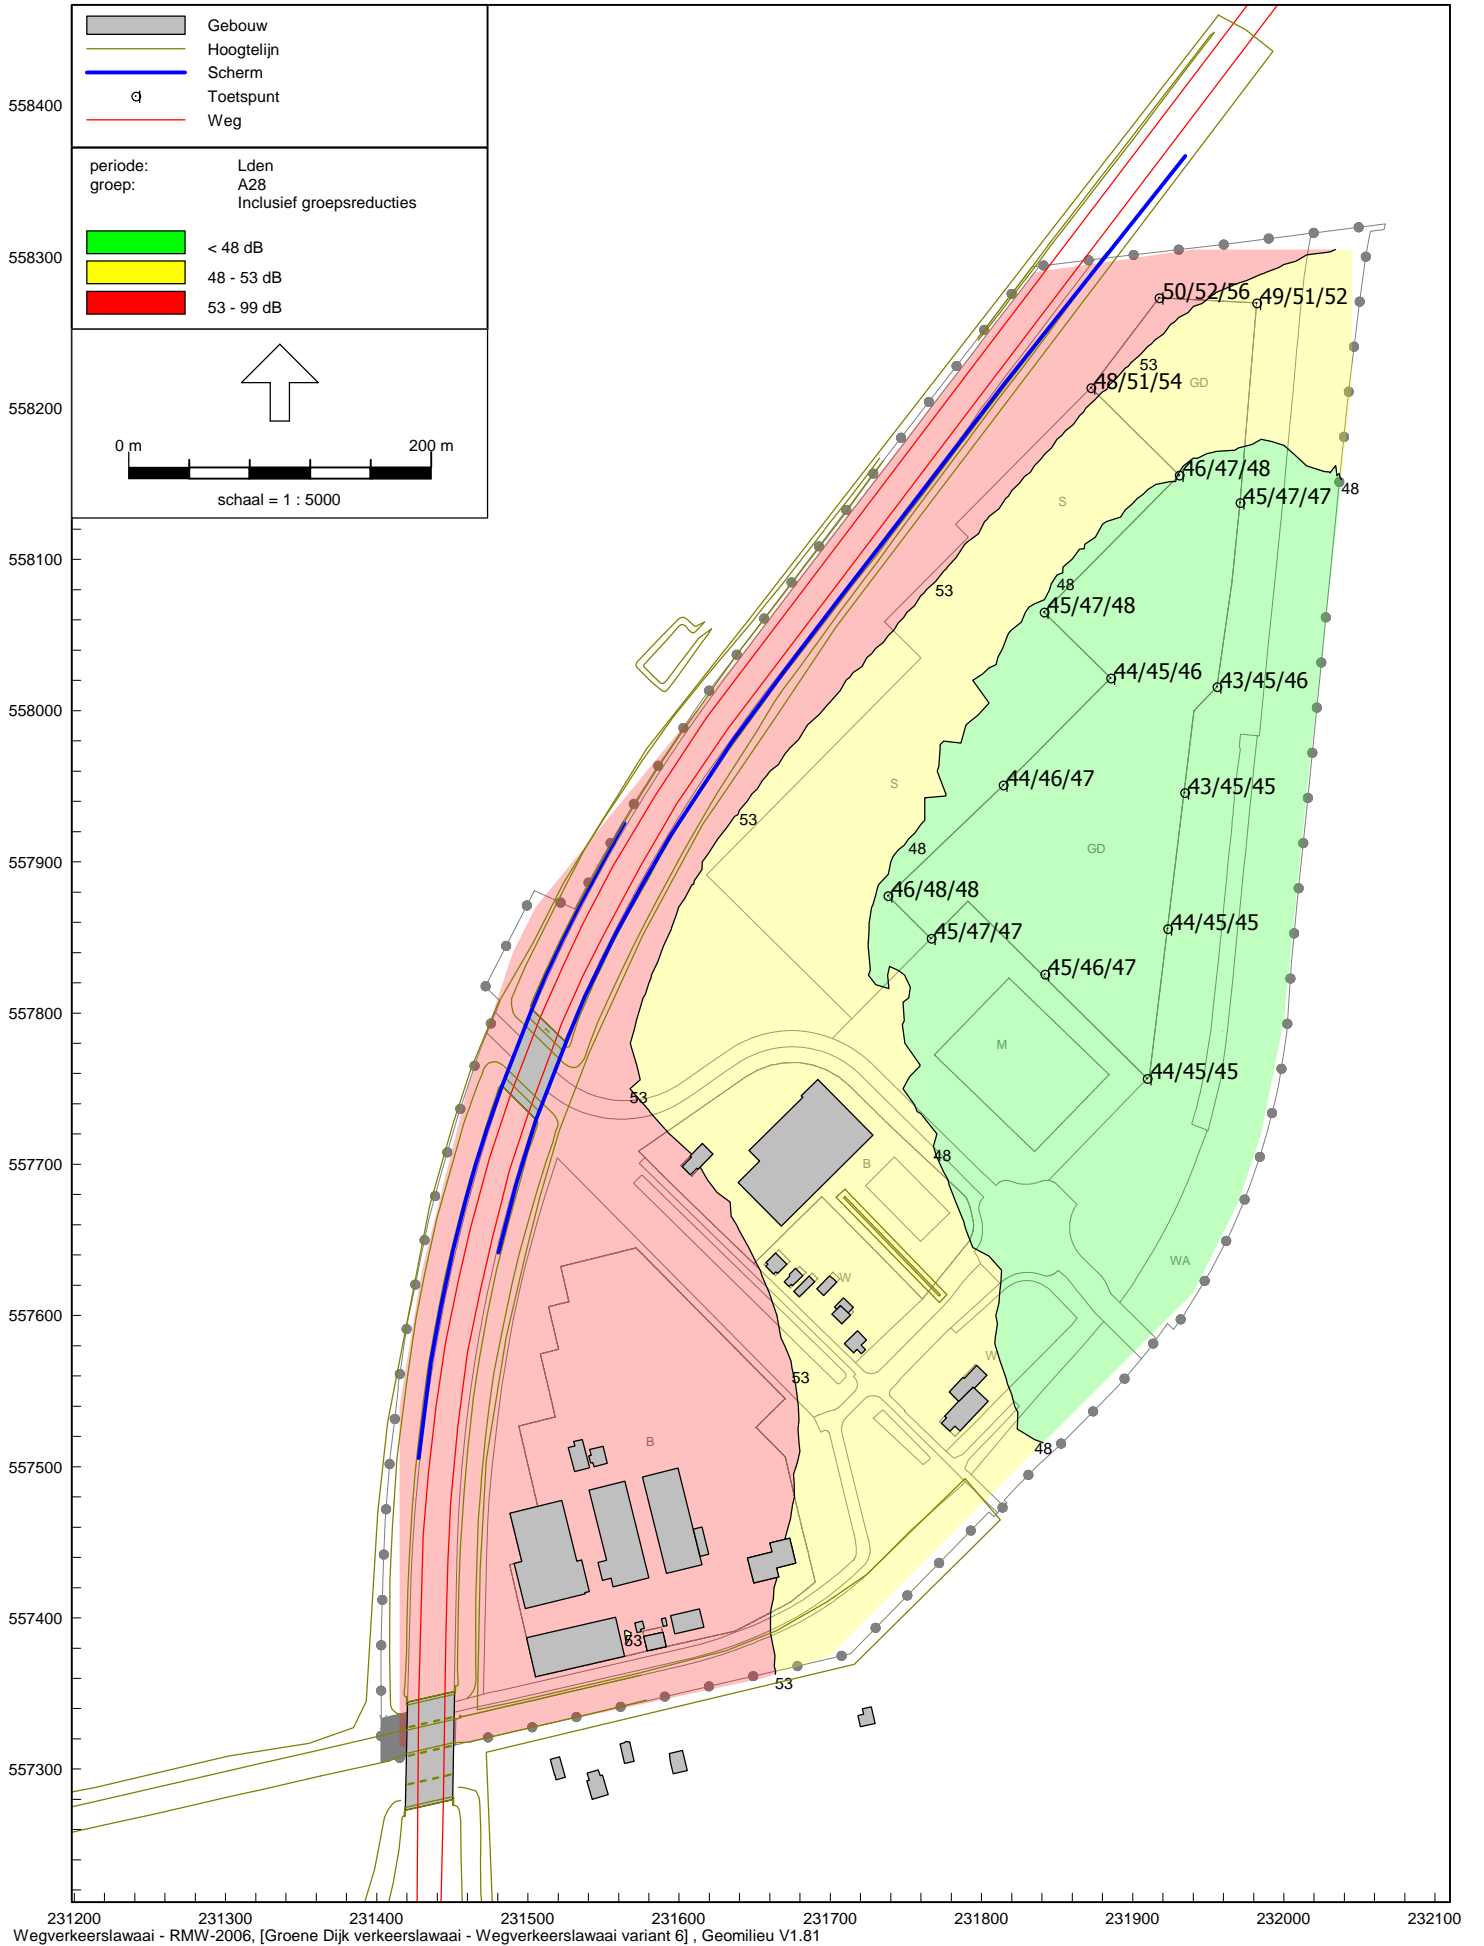 Gebouw
Hoogtelijn
Scherm
Toetspunt
Weg
periode: Lden
groep: A28
Inclusief groepsreducties
< 48 dB
48 - 53 dB
53 - 99 dB
0 m 200 m
schaal = 1 : 5000
558400
558300
558200
558100
558000
557900
557800
557700
557600
557500
557400
557300
50/52/56
49/51/52
53
48/51/54
GD
46/47/48
48
45/47/47
S
53
48
45/47/48
44/45/46
43/45/46
44/46/47
43/45/45
S
53
48
GD
46/48/48
44/45/45
45/47/47
45/46/47
M
44/45/45
53
48
B
WA
W
W
53
B
48
53
53
231200 231300 231400 231500 231600 231700 231800 231900 232000 232100
Wegverkeerslawaai - RMW-2006, [Groene Dijk verkeerslawaai - Wegverkeerslawaai variant 6] , Geomilieu V1.81